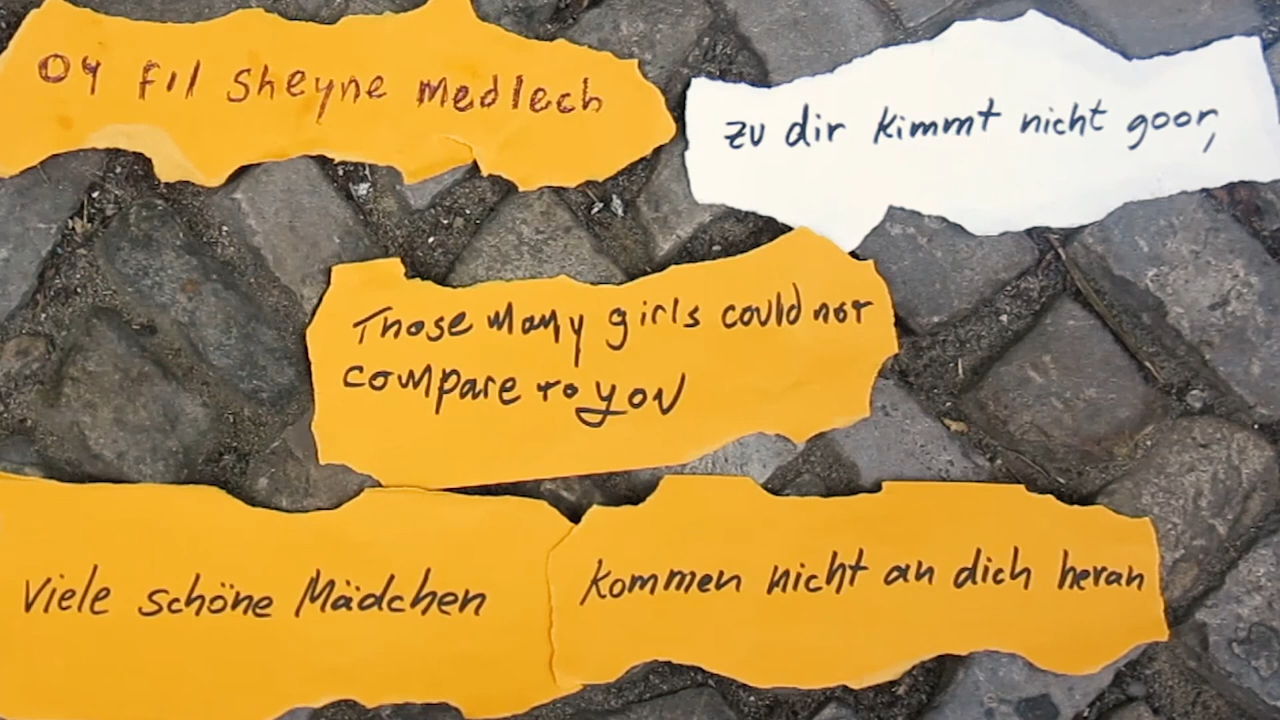 oy fil sheyne Medlech
zu dir kimmt nicht goor,
Those Many girls could not
compare to you
Viele schöne Mädchen
kommen nicht an dich heran